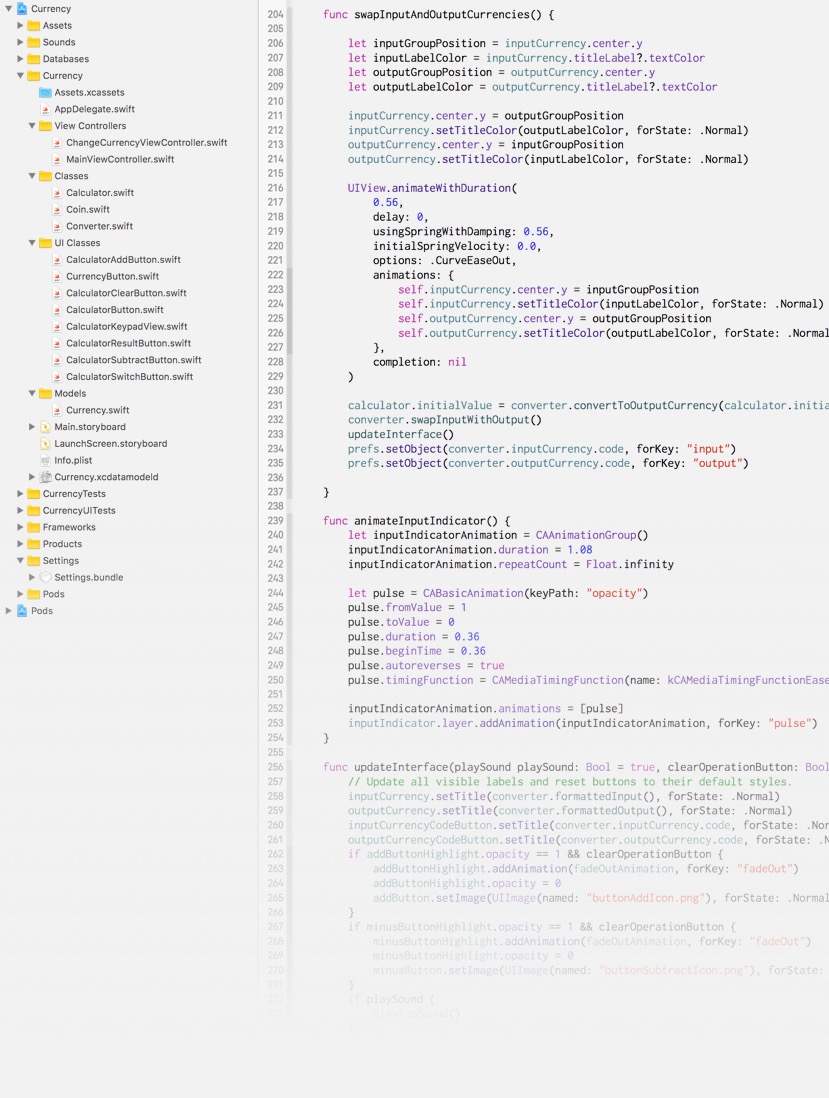 Currency
Assets
Sounds
Databases
Currency
Assets.xcassets
AppDelegate.swift
View Controllers
ChangeCurrencyViewController.swift
MainViewController.swift
Classes
Calculator.swift
Coin.swift
Converter.swift
UI Classes
CalculatorAddButton.swift
CurrencyButton.swift
CalculatorClearButton.swift
CalculatorButton.swift
CalculatorKeypadView.swift
CalculatorResultButton.swift
CalculatorSubtractButton.swift
CalculatorSwitchButton.swift
Models
Currency.swift
Main.storyboard
LaunchScreen.storyboard
Info.plist
Currency.xcdatamodeld
CurrencyTests
CurrencyUITests
Frameworks
Products
Settings
Settings.bundle
Pods
Pods
204 func swapInputAndOutputCurrencies() {
205
206 let inputGroupPosition = inputCurrency.center.y
207 let inputLabelColor = inputCurrency.titleLabel?.textColor
208 let outputGroupPosition = outputCurrency.center.y
209 let outputLabelColor = outputCurrency.titleLabel?.textColor
210
211 inputCurrency.center.y = outputGroupPosition
212 inputCurrency.setTitleColor(outputLabelColor, forState: .Normal)
213 outputCurrency.center.y = inputGroupPosition
214 outputCurrency.setTitleColor(inputLabelColor, forState: .Normal)
215
216 UIView.animateWithDuration(
217 0.56,
218 delay: 0,
219 usingSpringWithDamping: 0.56,
220 initialSpringVelocity: 0.0,
221 options: .CurveEaseOut,
222 animations: {
223 self.inputCurrency.center.y = inputGroupPosition
224 self.inputCurrency.setTitleColor(inputLabelColor, forState: .Normal)
225 self.outputCurrency.center.y = outputGroupPosition
226 self.outputCurrency.setTitleColor(outputLabelColor, forState: .Normal
227 },
228 completion: nil
229 )
230
231 calculator.initialValue = converter.convertToOutputCurrency(calculator.initia
232 converter.swapInputWithOutput()
233 updateInterface()
234 prefs.setObject(converter.inputCurrency.code, forKey: "input")
235 prefs.setObject(converter.outputCurrency.code, forKey: "output")
236
237 }
238
239 func animateInputIndicator() {
240 let inputIndicatorAnimation = CAAnimationGroup()
241 inputIndicatorAnimation.duration = 1.08
242 inputIndicatorAnimation.repeatCount = Float.infinity
243
244 let pulse = CABasicAnimation(keyPath: "opacity")
245 pulse.fromValue = 1
246 pulse.toValue = 0
247 pulse.duration = 0.36
248 pulse.beginTime = 0.36
249 pulse.autoreverses = true
250 pulse.timingFunction = CAMediaTimingFunction(name: kCAMediaTimingFunctionEase
251
252 inputIndicatorAnimation.animations = [pulse]
253 inputIndicator.layer.addAnimation(inputIndicatorAnimation, forKey: "pulse")
254 }
255
256 func updateInterface(playSound playSound: Bool = true, clearOperationButton: Bool
257 // Update all visible labels and reset buttons to their default styles.
258 inputCurrency.setTitle(converter.formattedInput(), forState: .Normal)
259 outputCurrency.setTitle(converter.formattedOutput(), forState: .Normal)
260 inputCurrencyCodeButton.setTitle(converter.inputCurrency.code, forState: .Nor
261 outputCurrencyCodeButton.setTitle(converter.outputCurrency.code, forState: .N
262 if addButtonHighlight.opacity == 1 && clearOperationButton {
263 addButtonHighlight.addAnimation(fadeOutAnimation, forKey: "fadeOut")
264 addButtonHighlight.opacity = 0
265 addButton.setImage(UIImage(named: "buttonAddIcon.png"), forState: .Normal
266 }
267 if minusButtonHighlight.opacity == 1 && clearOperationButton {
268 minusButtonHighlight.addAnimation(fadeOutAnimation, forKey: "fadeOut")
269 minusButtonHighlight.opacity = 0
270 minusButton.setImage(UIImage(named: "buttonSubtractIcon.png"), forState:
271 }
272 if playSound {